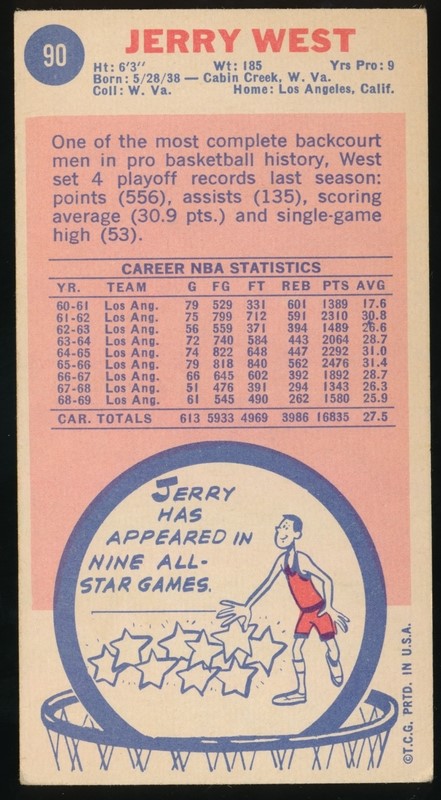 90
JERRY WEST
Ht: 6'3" Wt: 185 Yrs Pro: 9
Born: 5/28/38 — Cabin Creek, W. Va.
Coll: W. Va. Home: Los Angeles, Calif.
One of the most complete backcourt
men in pro basketball history, West
set 4 playoff records last season:
points (556), assists (135), scoring
average (30.9 pts.) and single-game
high (53).
CAREER NBA STATISTICS
YR. TEAM G FG FT REB PTS AVG
60-61 Los Ang. 79 529 331 601 1389 17.6
61-62 Los Ang. 75 799 712 591 2310 30.8
62-63 Los Ang. 56 559 371 394 1489 26.6
63-64 Los Ang. 72 740 584 443 2064 28.7
64-65 Los Ang. 74 822 648 447 2292 31.0
65-66 Los Ang. 79 818 840 562 2476 31.4
66-67 Los Ang. 66 645 602 392 1892 28.7
67-68 Los Ang. 51 476 391 294 1343 26.3
68-69 Los Ang. 61 545 490 262 1580 25.9
CAR. TOTALS 613 5933 4969 3986 16835 27.5
JERRY
HAS
APPEARED IN
NINE ALL-
STAR GAMES.
©T.C.G. PRTD. IN U.S.A.